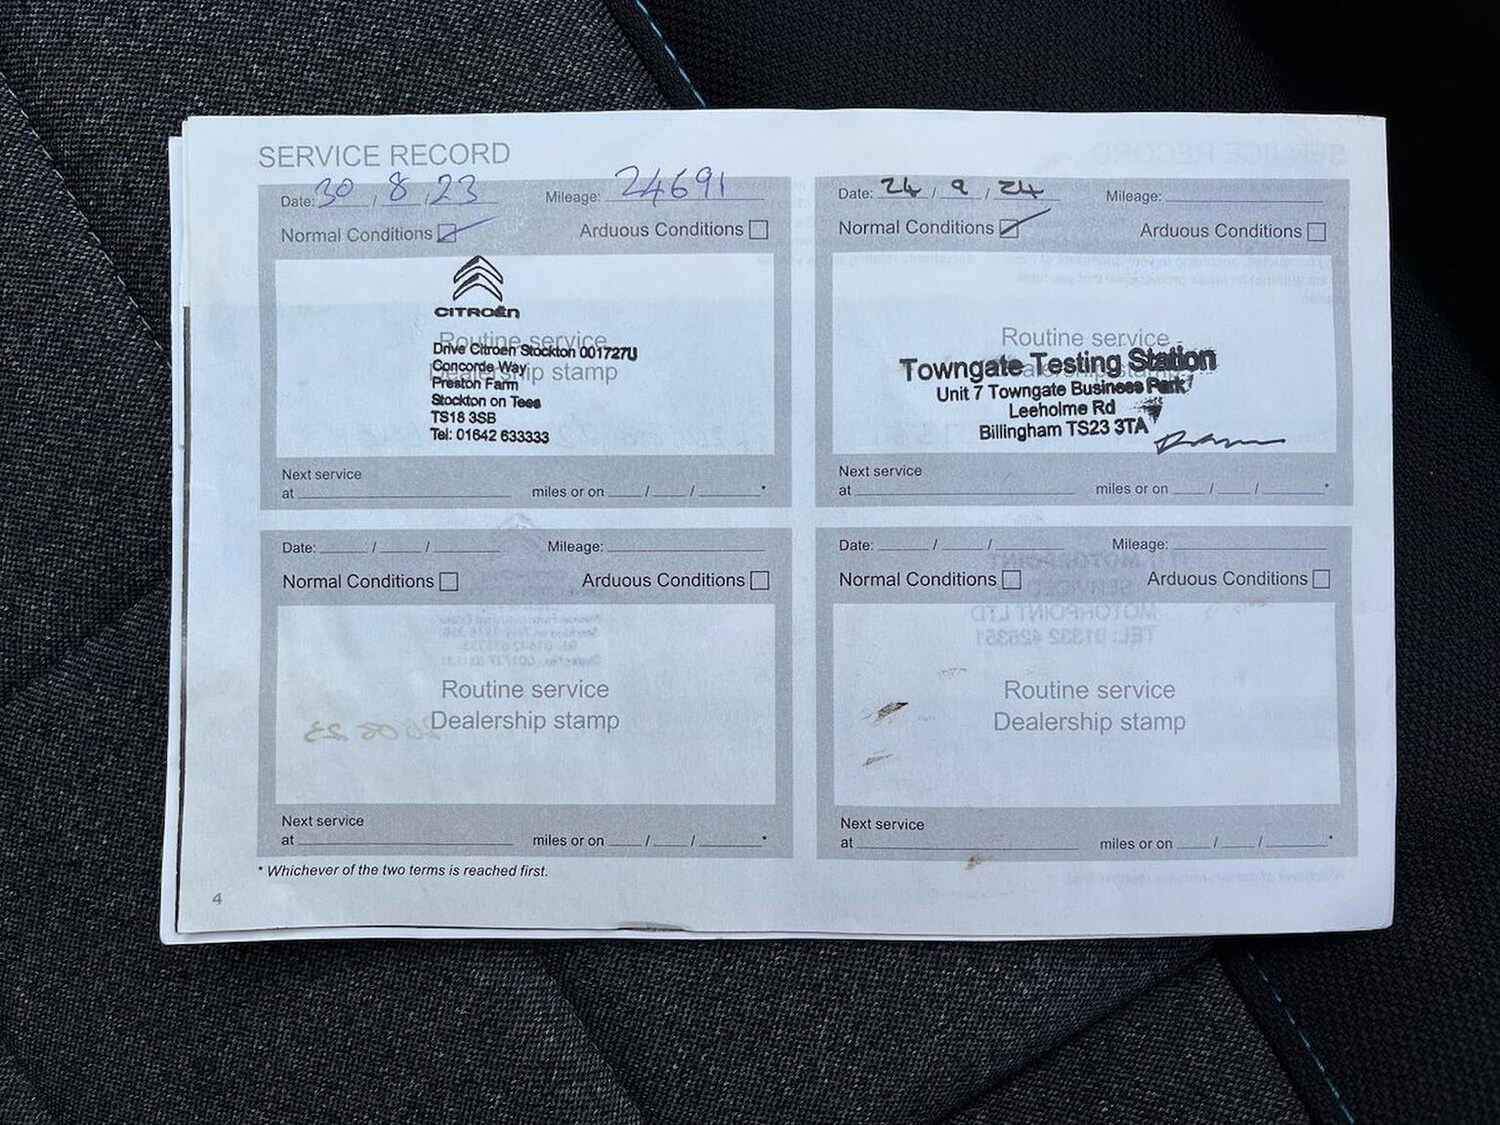 SERVICE RECORD
Date: 30 / 8 / 23 Mileage: 24691
Normal Conditions Arduous Conditions
CITROËN
Routine service
Dealership stamp
Drive Citroen Stockton 001727U
Concorde Way
Preston Farm
Stockton on Tees
TS18 3SB
Tel: 01642 633333
Next service
at miles or on / / *
Date: 24 / 9 / 24 Mileage:
Normal Conditions Arduous Conditions
Routine service
Dealership stamp
Towngate Testing Station
Unit 7 Towngate Business Park
Leeholme Rd
Billingham TS23 3TA
Next service
at miles or on / / *
Date: / / Mileage:
Normal Conditions Arduous Conditions
Routine service
Dealership stamp
Next service
at miles or on / / *
Date: / / Mileage:
Normal Conditions Arduous Conditions
Routine service
Dealership stamp
Next service
at miles or on / / *
* Whichever of the two terms is reached first.
4